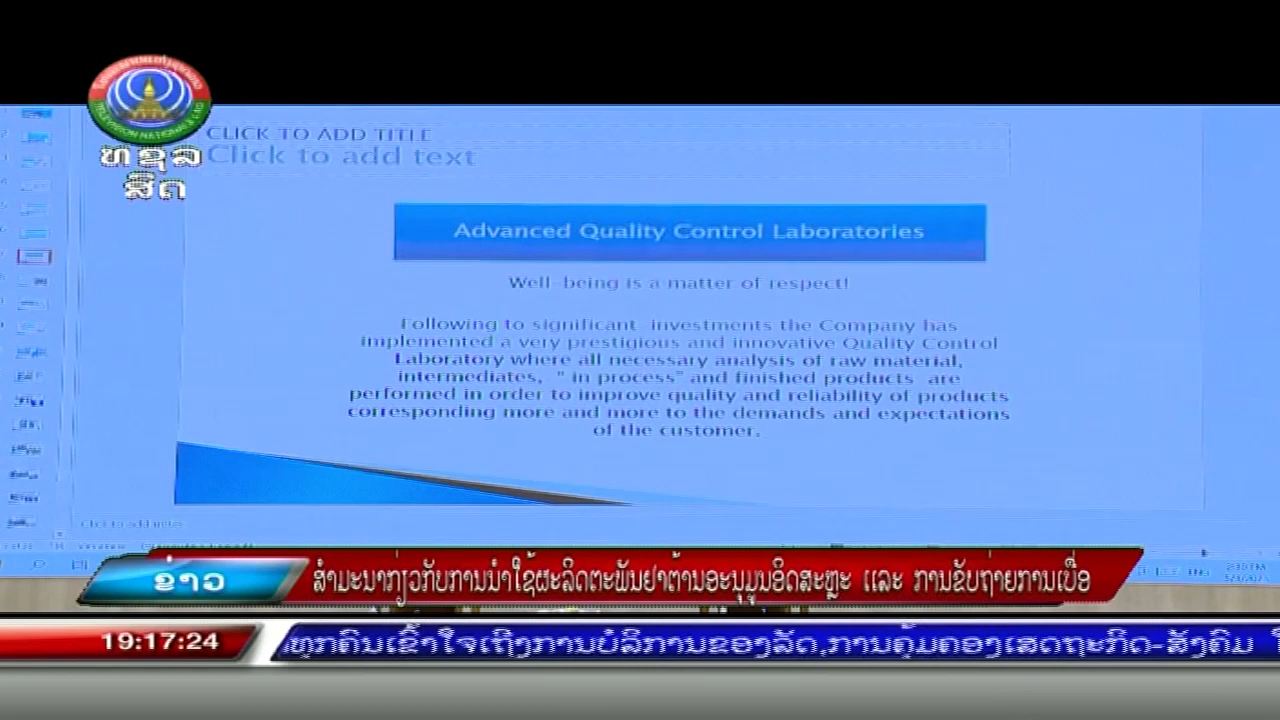 TELEVISION NATIONALE LAO
ທຊລ
ສົດ
CLICK TO ADD TITLE
Click to add text
Advanced Quality Control Laboratories
Well-being is a matter of respect!
Following to significant investments the Company has
implemented a very prestigious and innovative Quality Control
Laboratory where all necessary analysis of raw material,
intermediates, " in process" and finished products are
performed in order to improve quality and reliability of products
corresponding more and more to the demands and expectations
of the customer.
Click to add notes
ຂ່າວ
ສຳມະນາກ່ຽວກັບການນຳໃຊ້ຜະລິດຕະພັນຢາຕ້ານອະນຸມູນອິດສະຫຼະ ແລະ ການຂັບຖ່າຍການເບື່ອ
19:17:24
ທຸກຄົນເຂົ້າໃຈເຖິງການບໍລິການຂອງລັດ,ການຄຸ້ມຄອງເສດຖະກິດ-ສັງຄົມ